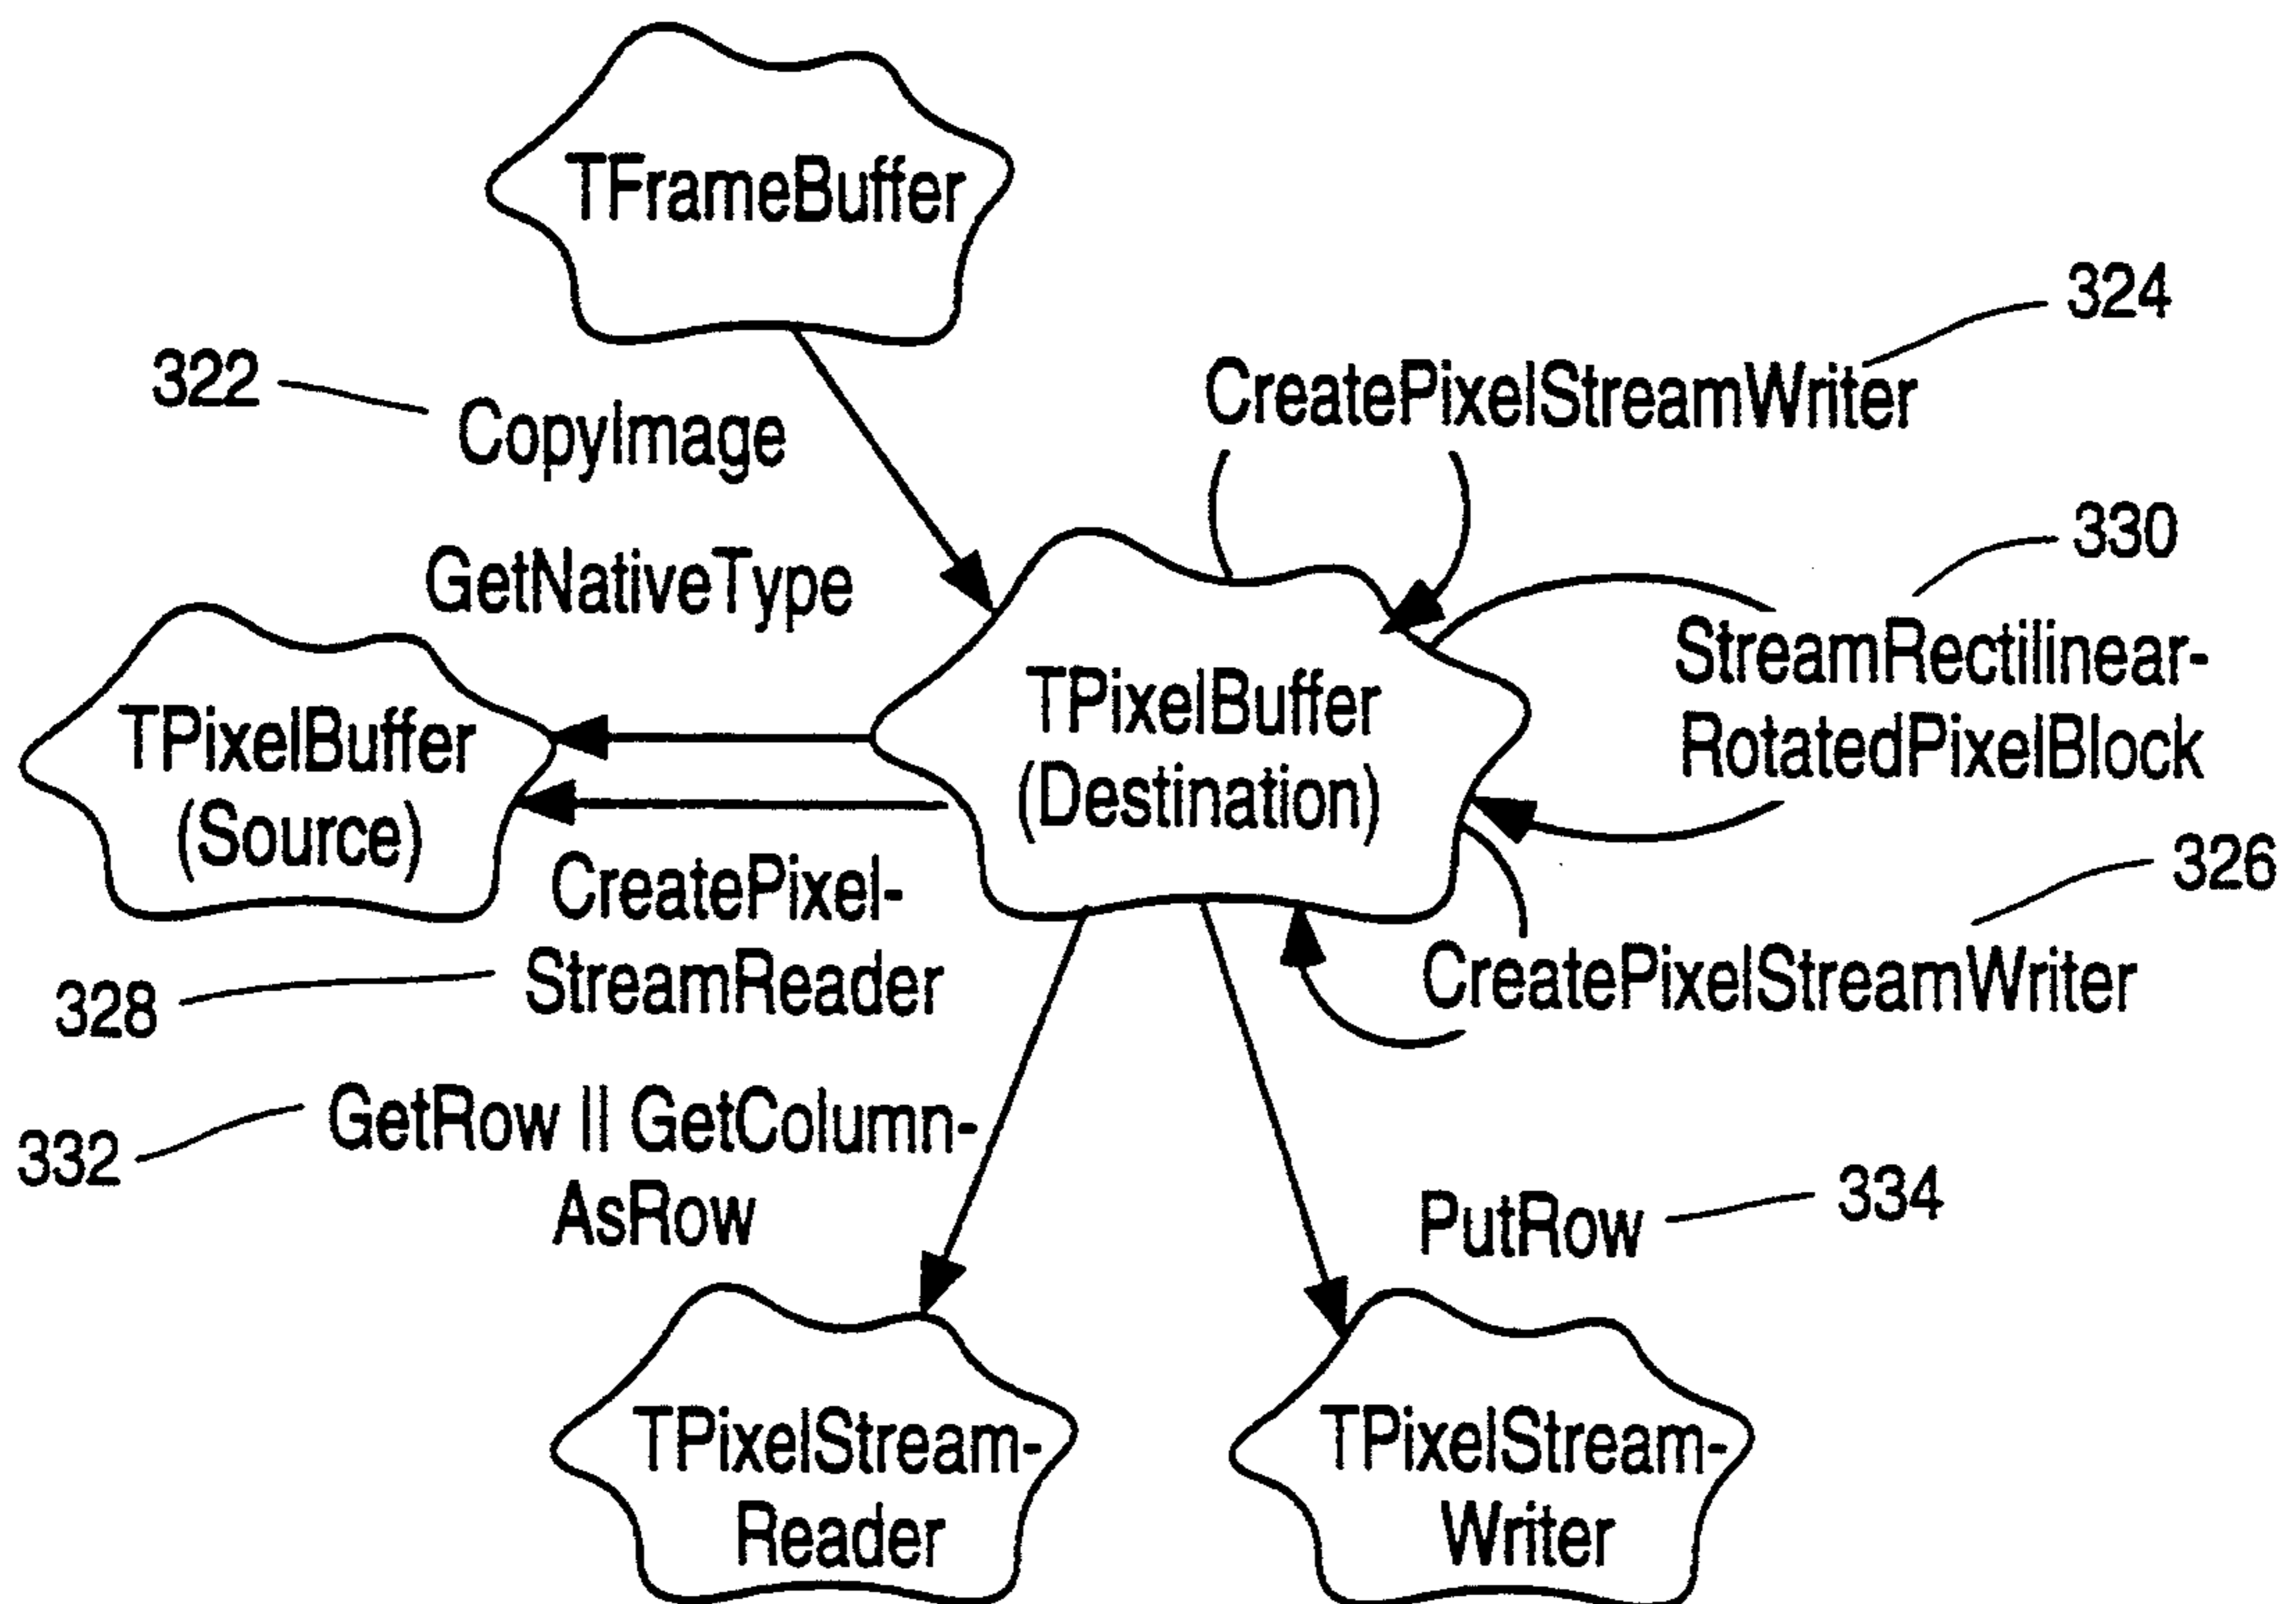 TFrameBuffer
324
322
CreatePixelStreamWriter
CopyImage
330
GetNativeType
StreamRectilinear-
RotatedPixelBlock
TPixelBuffer
(Destination)
TPixelBuffer
(Source)
326
CreatePixel-
StreamReader
328
CreatePixelStreamWriter
332
GetRow || GetColumn-
AsRow
PutRow
334
TPixelStream-
Reader
TPixelStream-
Writer